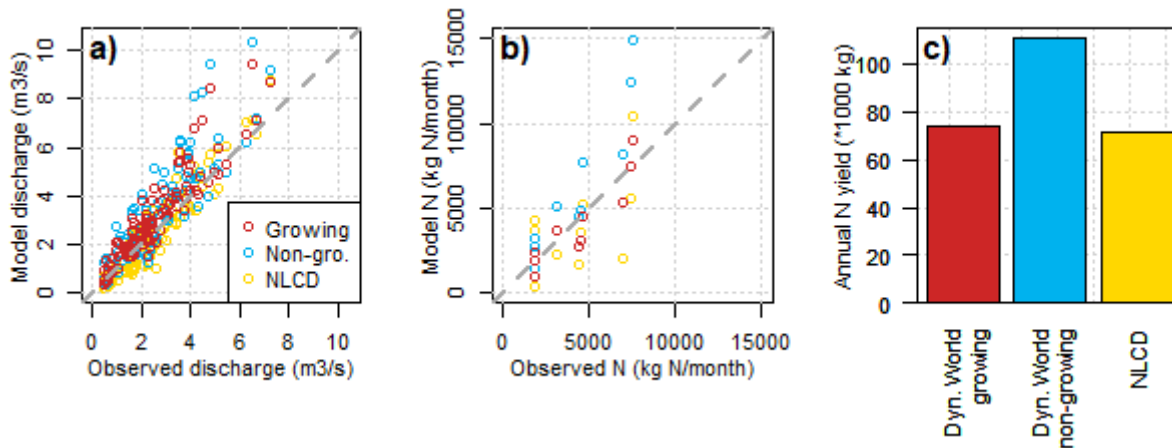 a)
Model discharge (m3/s)
10
8
6
4
2
0
0 2 4 6 8 10
Observed discharge (m3/s)
Growing
Non-gro.
NLCD
b)
Model N (kg N/month)
15000
10000
5000
0
0 5000 10000 15000
Observed N (kg N/month)
c)
Annual N yield (*1000 kg)
100
80
60
40
20
0
Dyn. World
growing
Dyn. World
non-growing
NLCD